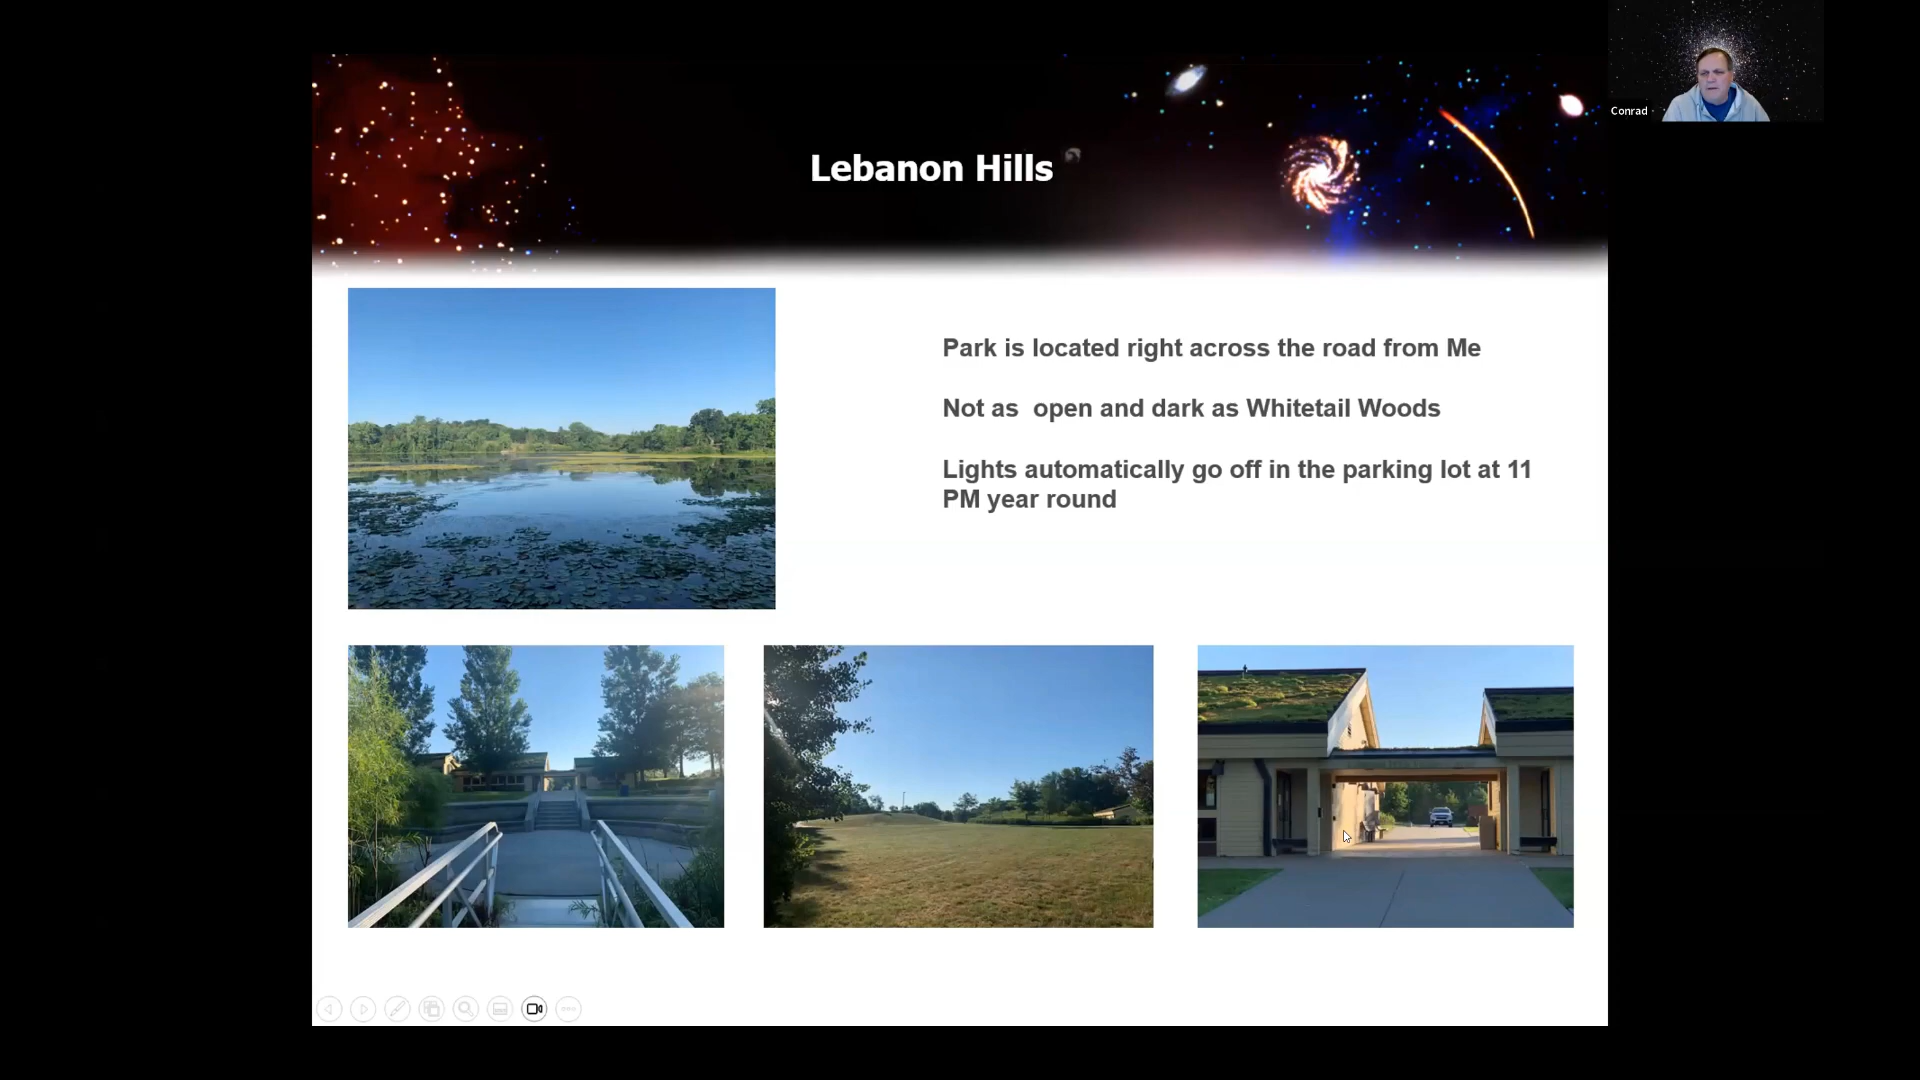 Conrad
Lebanon Hills
Park is located right across the road from Me
Not as  open and dark as Whitetail Woods
Lights automatically go off in the parking lot at 11
PM year round